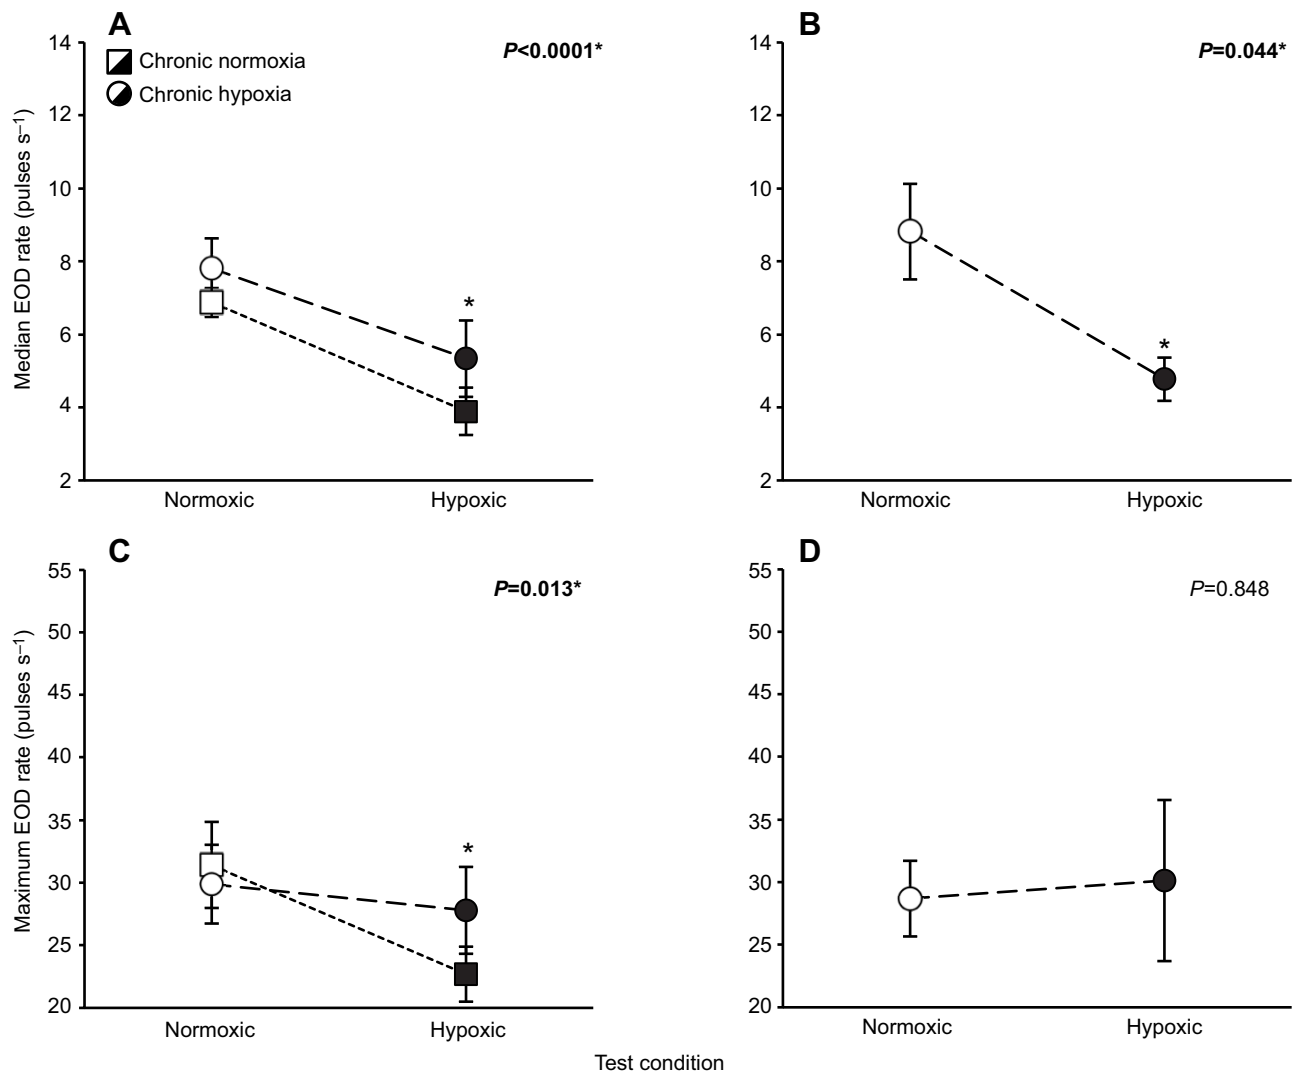 A
14
12
10
8
6
4
2
Median EOD rate (pulses s–1)
Chronic normoxia
Chronic hypoxia
P<0.0001*
*
Normoxic
Hypoxic
B
14
12
10
8
6
4
2
P=0.044*
*
Normoxic
Hypoxic
C
55
50
45
40
35
30
25
20
Maximum EOD rate (pulses s–1)
P=0.013*
*
Normoxic
Hypoxic
D
55
50
45
40
35
30
25
20
P=0.848
Normoxic
Hypoxic
Test condition